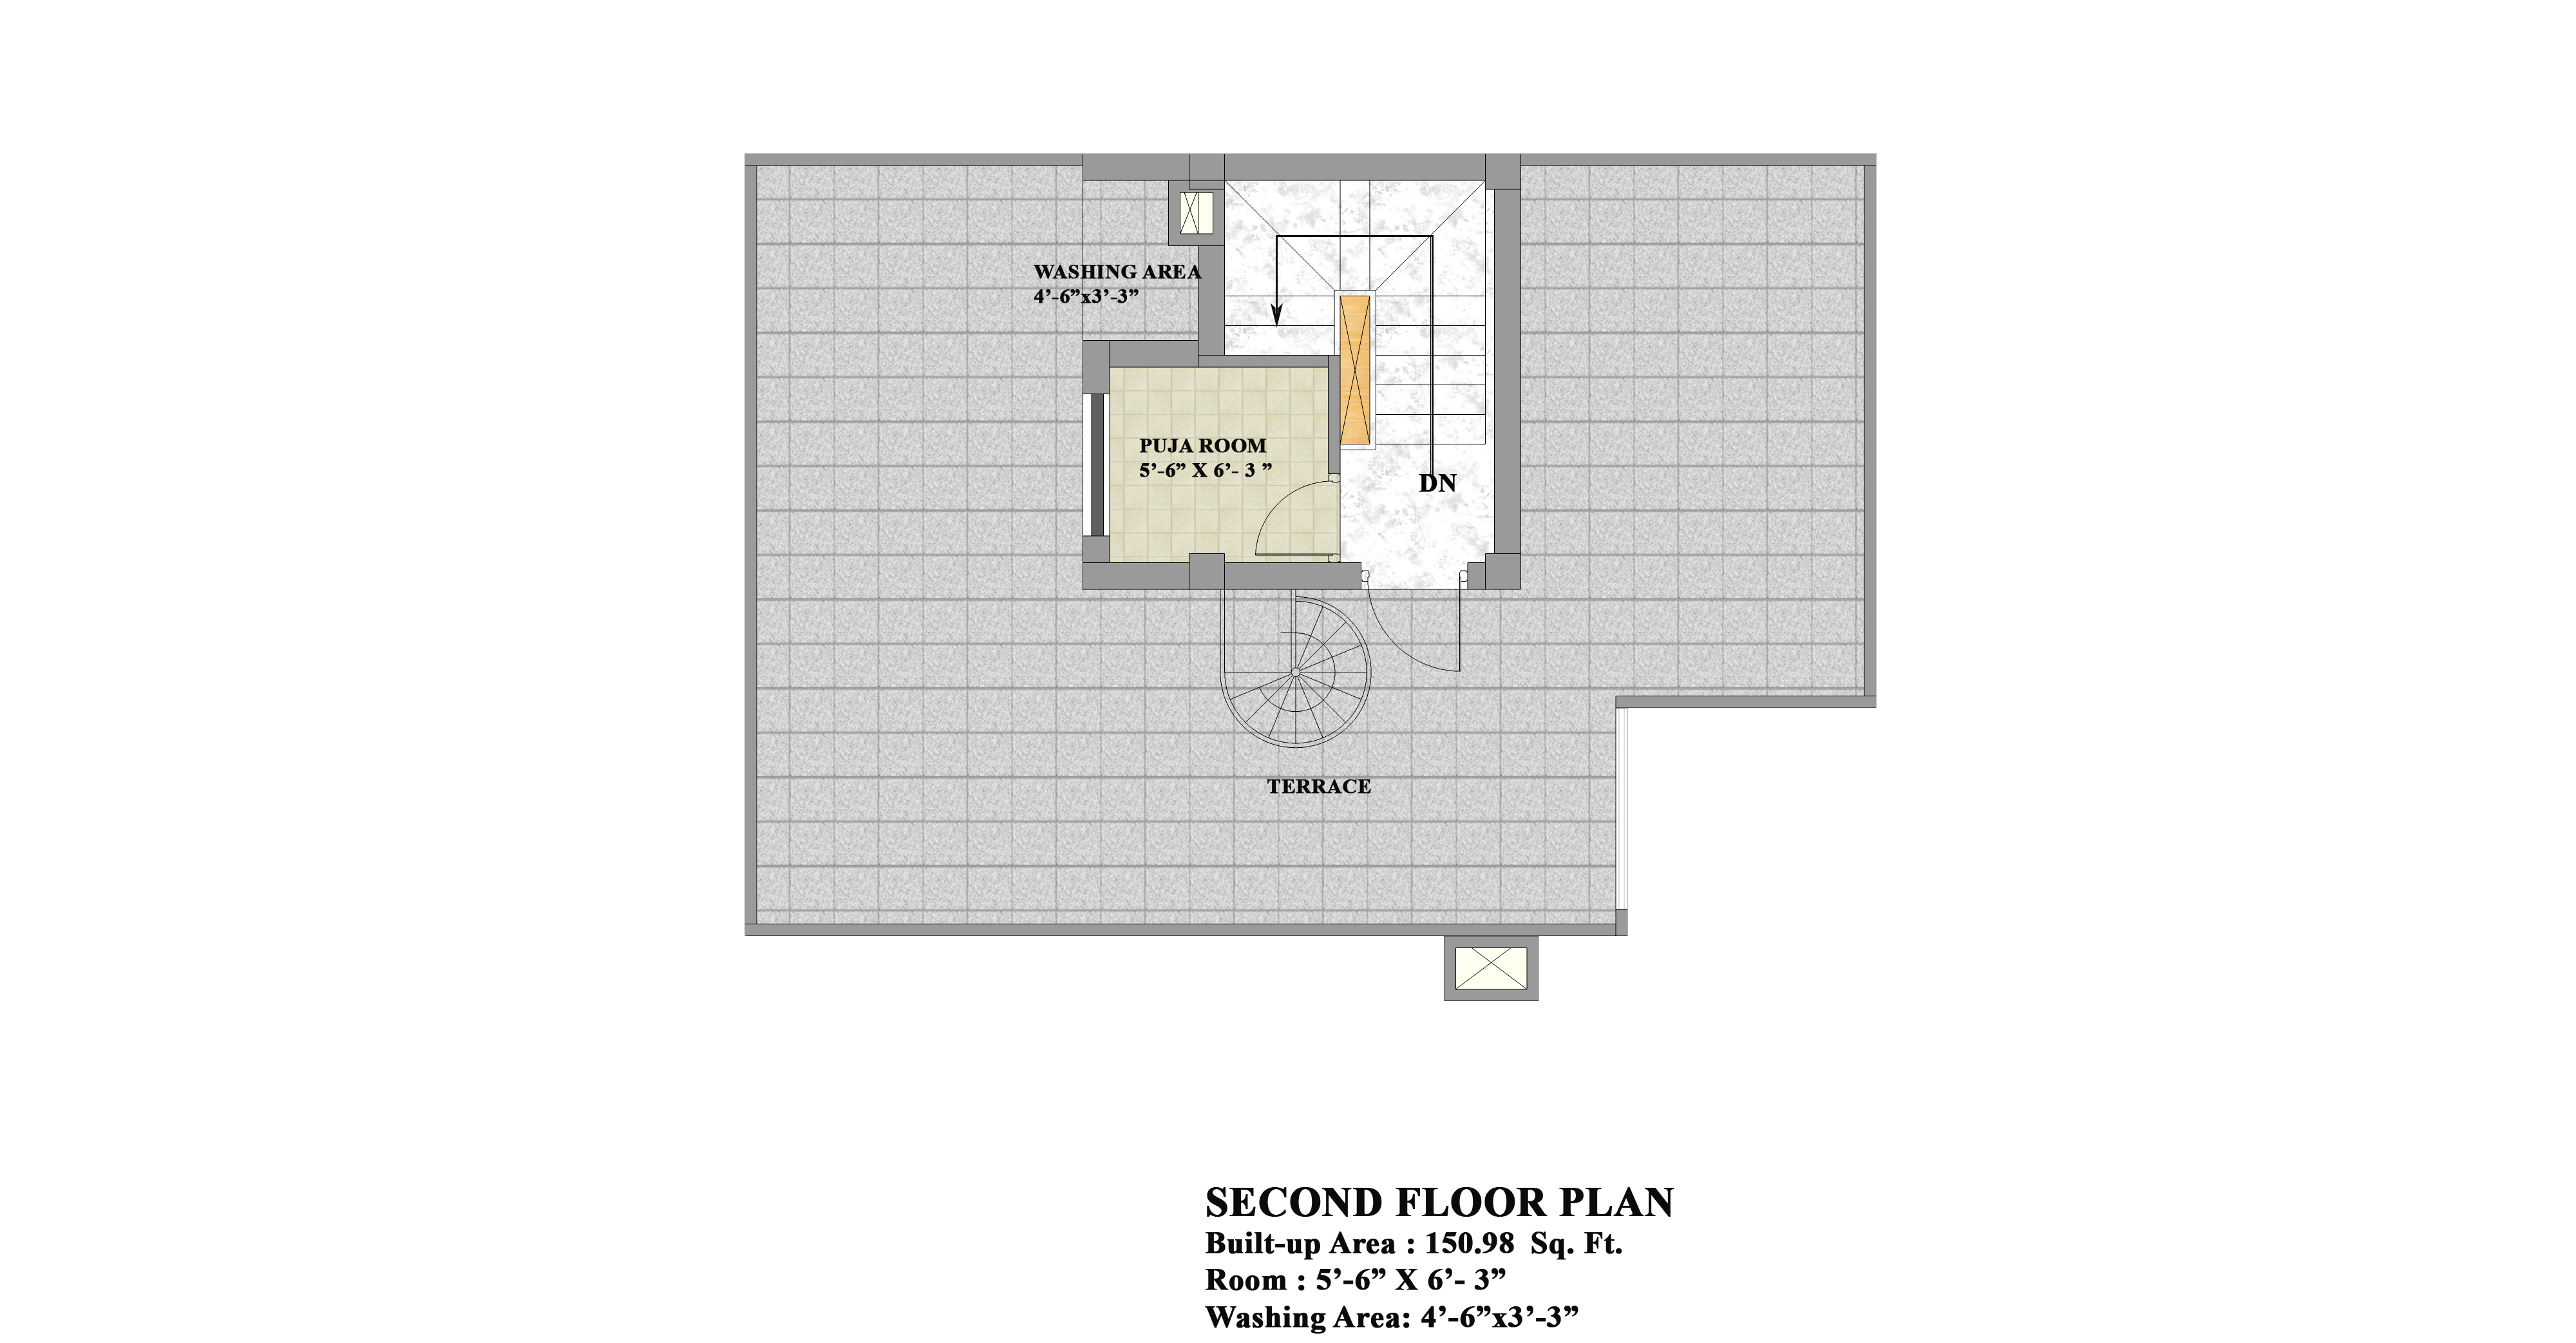 WASHING AREA
4’-6”x3’-3”
PUJA ROOM
5’-6” X 6’- 3 ”
DN
TERRACE
SECOND FLOOR PLAN
Built-up Area : 150.98 Sq. Ft.
Room : 5’-6” X 6’- 3”
Washing Area: 4’-6”x3’-3”